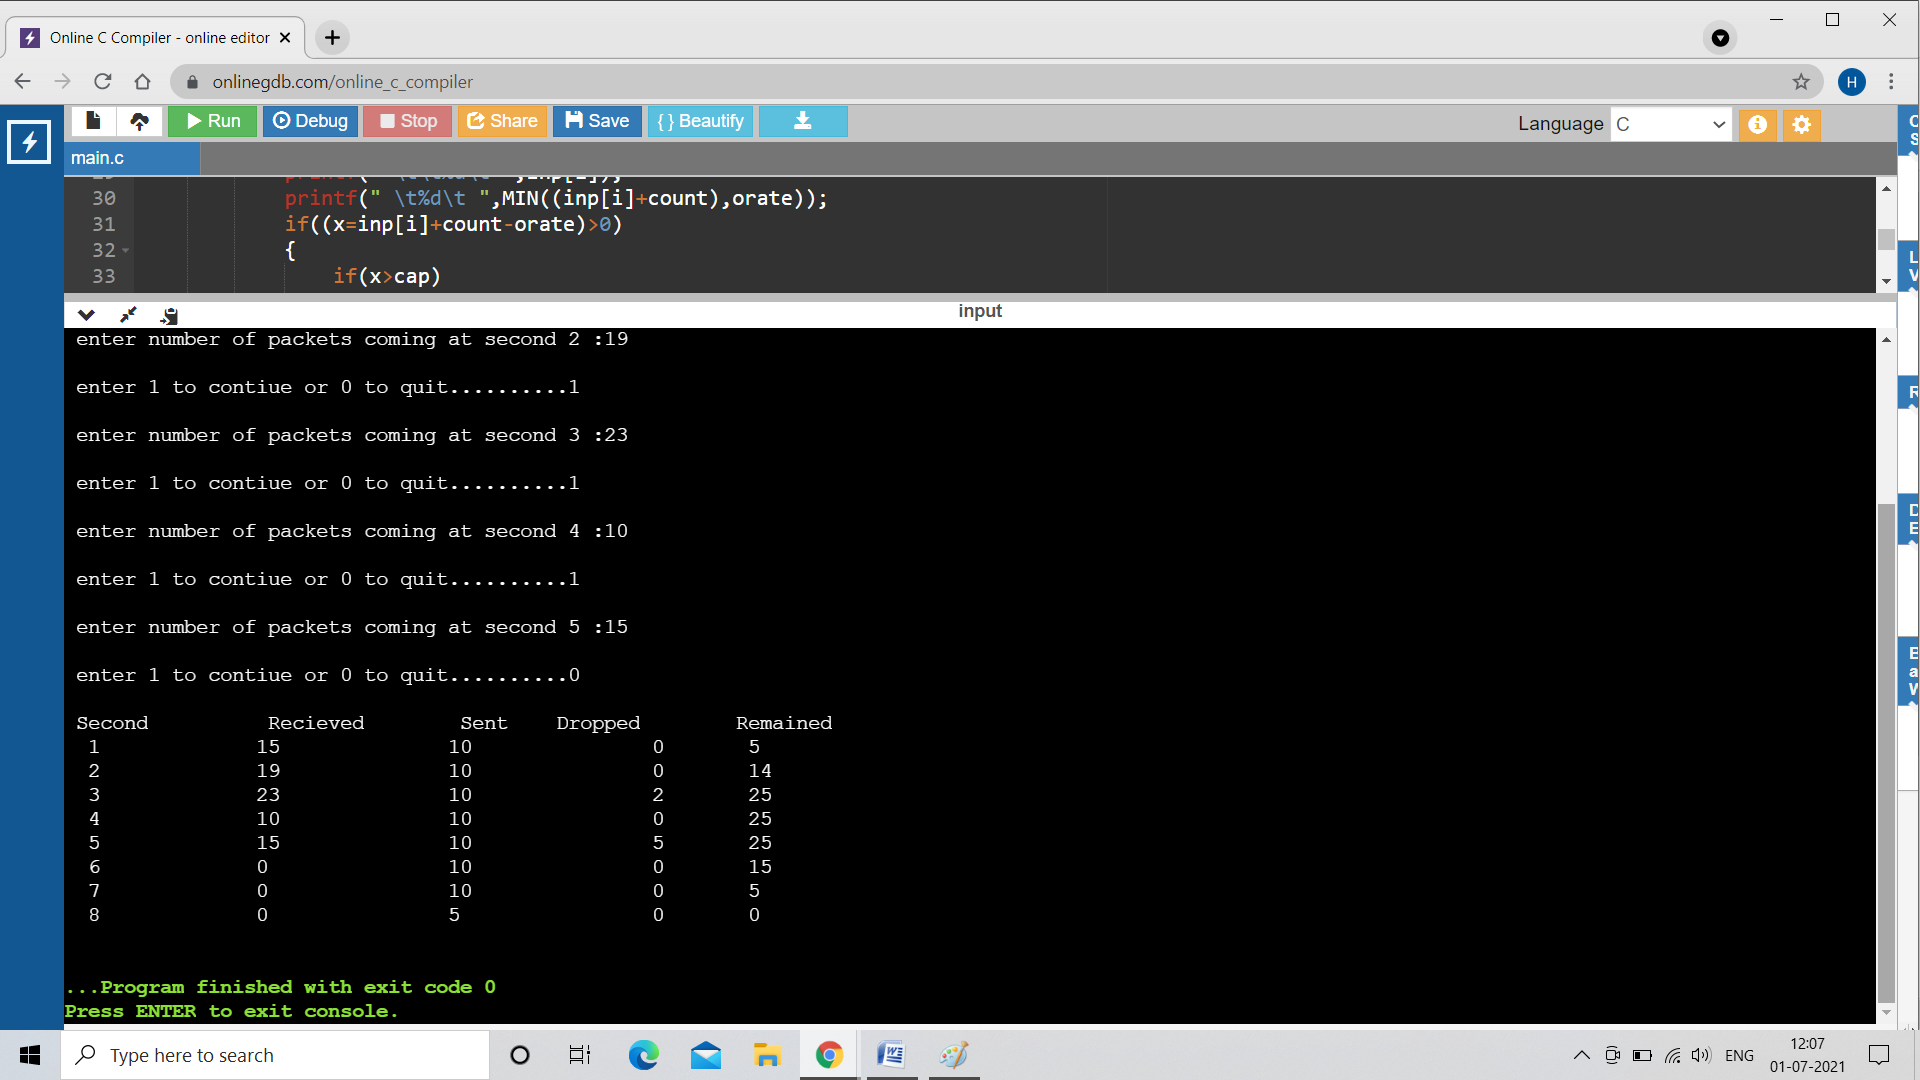 Online C Compiler - online editor
onlinegdb.com/online_c_compiler
H
Run Debug Stop Share Save { } Beautify
Language C
main.c
30 printf(" \t%d\t ",MIN((inp[i]+count),orate));
31 if((x=inp[i]+count-orate)>0)
32 {
33 if(x>cap)
input
enter number of packets coming at second 2 :19
enter 1 to contiue or 0 to quit..........1
enter number of packets coming at second 3 :23
enter 1 to contiue or 0 to quit..........1
enter number of packets coming at second 4 :10
enter 1 to contiue or 0 to quit..........1
enter number of packets coming at second 5 :15
enter 1 to contiue or 0 to quit..........0
Second Recieved Sent Dropped Remained
1 15 10 0 5
2 19 10 0 14
3 23 10 2 25
4 10 10 0 25
5 15 10 5 25
6 0 10 0 15
7 0 10 0 5
8 0 5 0 0
...Program finished with exit code 0
Press ENTER to exit console.
Type here to search
ENG
12:07
01-07-2021